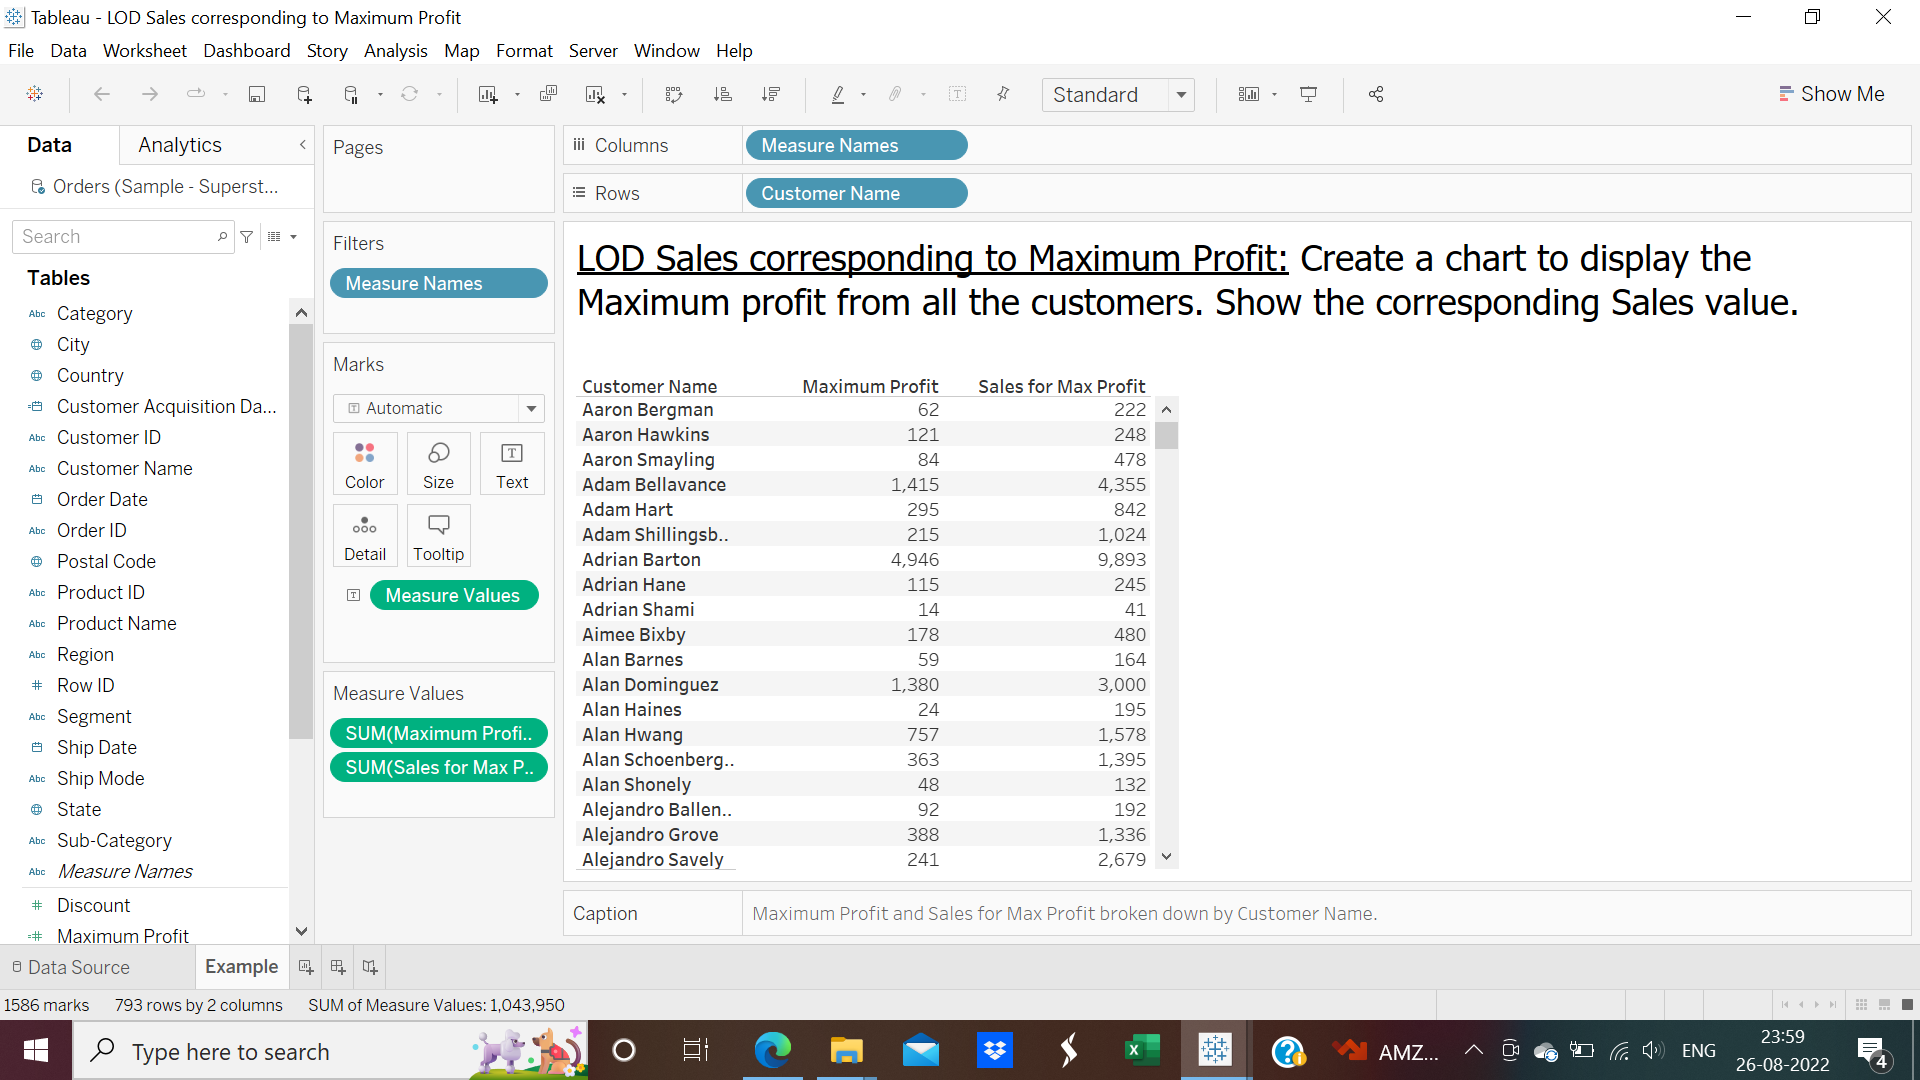 Tableau - LOD Sales corresponding to Maximum Profit
File Data Worksheet Dashboard Story Analysis Map Format Server Window Help
Standard
Show Me
Data
Analytics
Orders (Sample - Superst...
Search
Tables
Abc Category
City
Country
Customer Acquisition Da...
Abc Customer ID
Abc Customer Name
Order Date
Abc Order ID
Postal Code
Abc Product ID
Abc Product Name
Abc Region
# Row ID
Abc Segment
Ship Date
Abc Ship Mode
State
Abc Sub-Category
Abc Measure Names
# Discount
=# Maximum Profit
Pages
Filters
Measure Names
Marks
Automatic
Color
Size
Text
Detail
Tooltip
Measure Values
Measure Values
SUM(Maximum Profi..
SUM(Sales for Max P..
Columns
Measure Names
Rows
Customer Name
LOD Sales corresponding to Maximum Profit: Create a chart to display the
Maximum profit from all the customers. Show the corresponding Sales value.
Customer Name Maximum Profit Sales for Max Profit
Aaron Bergman 62 222
Aaron Hawkins 121 248
Aaron Smayling 84 478
Adam Bellavance 1,415 4,355
Adam Hart 295 842
Adam Shillingsb.. 215 1,024
Adrian Barton 4,946 9,893
Adrian Hane 115 245
Adrian Shami 14 41
Aimee Bixby 178 480
Alan Barnes 59 164
Alan Dominguez 1,380 3,000
Alan Haines 24 195
Alan Hwang 757 1,578
Alan Schoenberg.. 363 1,395
Alan Shonely 48 132
Alejandro Ballen.. 92 192
Alejandro Grove 388 1,336
Alejandro Savely 241 2,679
Caption
Maximum Profit and Sales for Max Profit broken down by Customer Name.
Data Source
Example
1586 marks 793 rows by 2 columns SUM of Measure Values: 1,043,950
Type here to search
AMZ...
ENG
23:59
26-08-2022
4